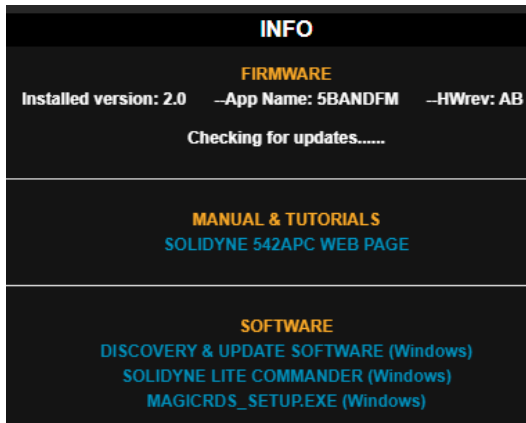 INFO
FIRMWARE
Installed version: 2.0 --App Name: 5BANDFM --HWrev: AB
Checking for updates......
MANUAL & TUTORIALS
SOLIDYNE 542APC WEB PAGE
SOFTWARE
DISCOVERY & UPDATE SOFTWARE (Windows)
SOLIDYNE LITE COMMANDER (Windows)
MAGICRDS_SETUP.EXE (Windows)